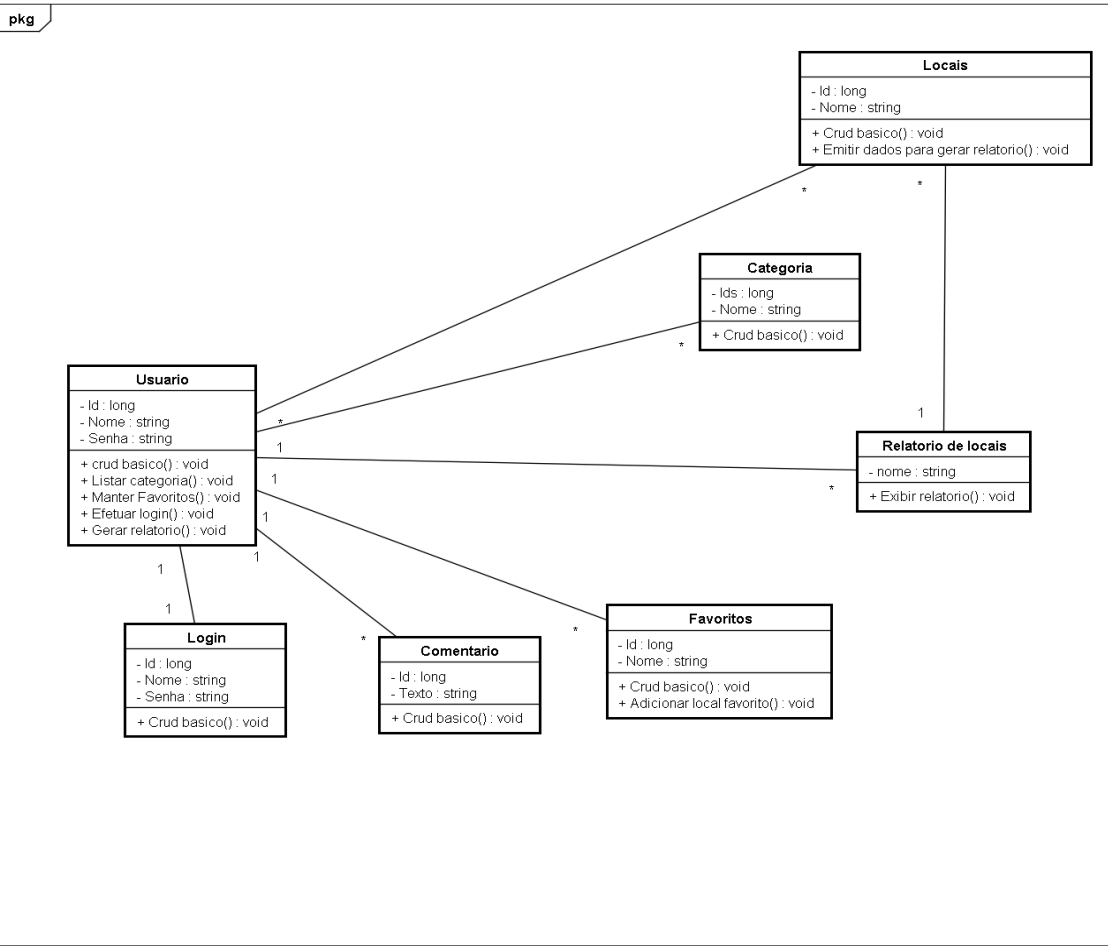 pkg
Locais
- Id : long
- Nome : string
+ Crud basico() : void
+ Emitir dados para gerar relatorio() : void
*
*
Categoria
- Ids : long
- Nome : string
+ Crud basico() : void
*
Usuario
- Id : long
- Nome : string
- Senha : string
+ crud basico() : void
+ Listar categoria() : void
+ Manter Favoritos() : void
+ Efetuar login() : void
+ Gerar relatorio() : void
*
1
1
1
1
1
1
Relatorio de locais
- nome : string
+ Exibir relatorio() : void
*
1
Login
- Id : long
- Nome : string
- Senha : string
+ Crud basico() : void
*
Comentario
- Id : long
- Texto : string
+ Crud basico() : void
*
Favoritos
- Id : long
- Nome : string
+ Crud basico() : void
+ Adicionar local favorito() : void